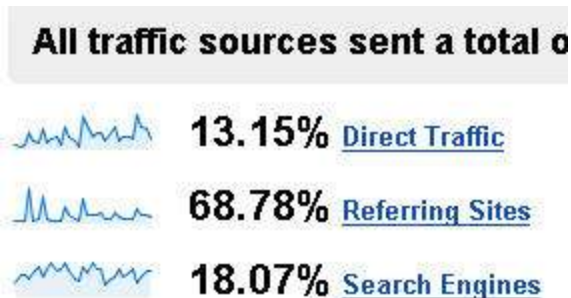 All traffic sources sent a total o
13.15% Direct Traffic
68.78% Referring Sites
18.07% Search Engines